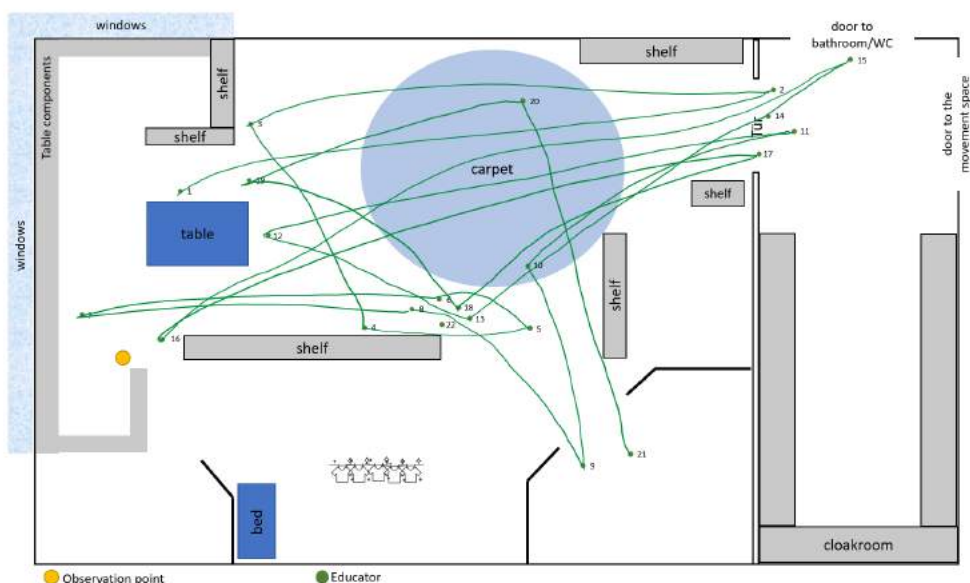 windows
door to
bathroom/WC
15
shelf
shelf
Table components
2
20
3
14
Tür
11
door to the
movement space
shelf
17
carpet
19
1
shelf
table
12
windows
10
shelf
6
8
18
13
22
4
5
16
shelf
21
9
bed
cloakroom
Observation point
Educator